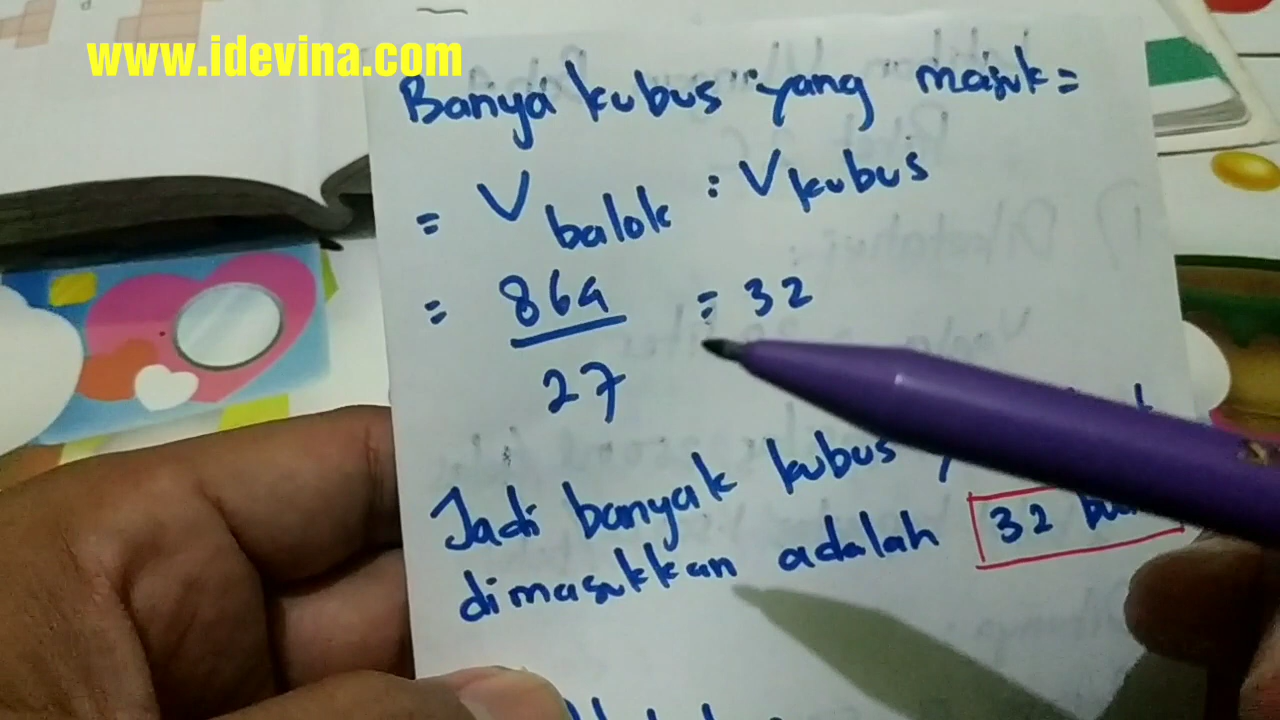 www.idevina.com
Banya kubus yang masuk =
= V balok : V kubus
= 864 = 32
27
Jadi banyak kubus
dimasukkan adalah 32